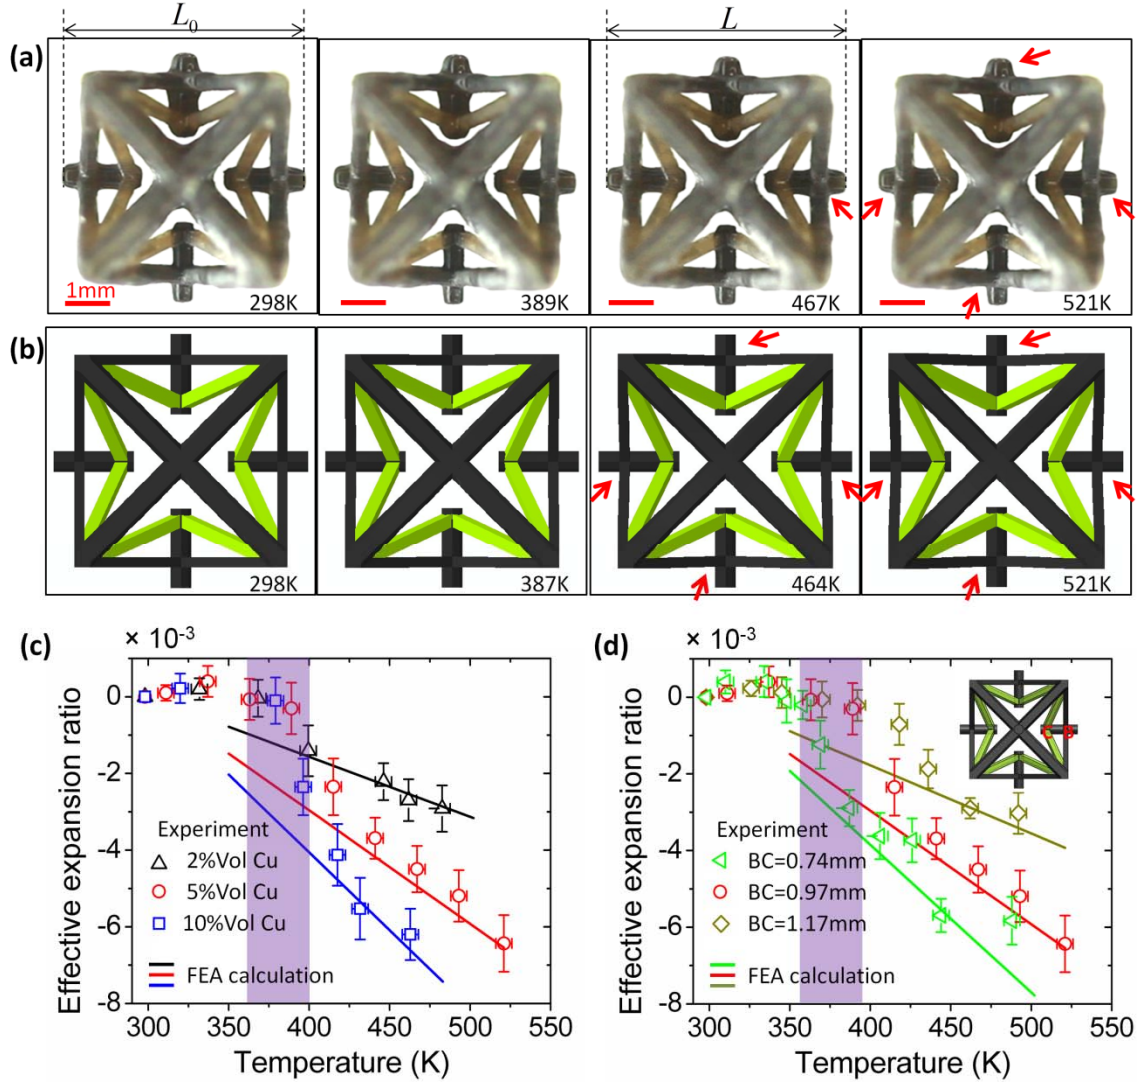 L₀
L
(a)
1mm
298K
389K
467K
521K
(b)
298K
387K
464K
521K
(c)
× 10⁻³
Effective expansion ratio
0
-2
-4
-6
-8
Experiment
2%Vol Cu
5%Vol Cu
10%Vol Cu
FEA calculation
300 350 400 450 500 550
Temperature (K)
(d)
× 10⁻³
Effective expansion ratio
0
-2
-4
-6
-8
Experiment
BC=0.74mm
BC=0.97mm
BC=1.17mm
FEA calculation
300 350 400 450 500 550
Temperature (K)